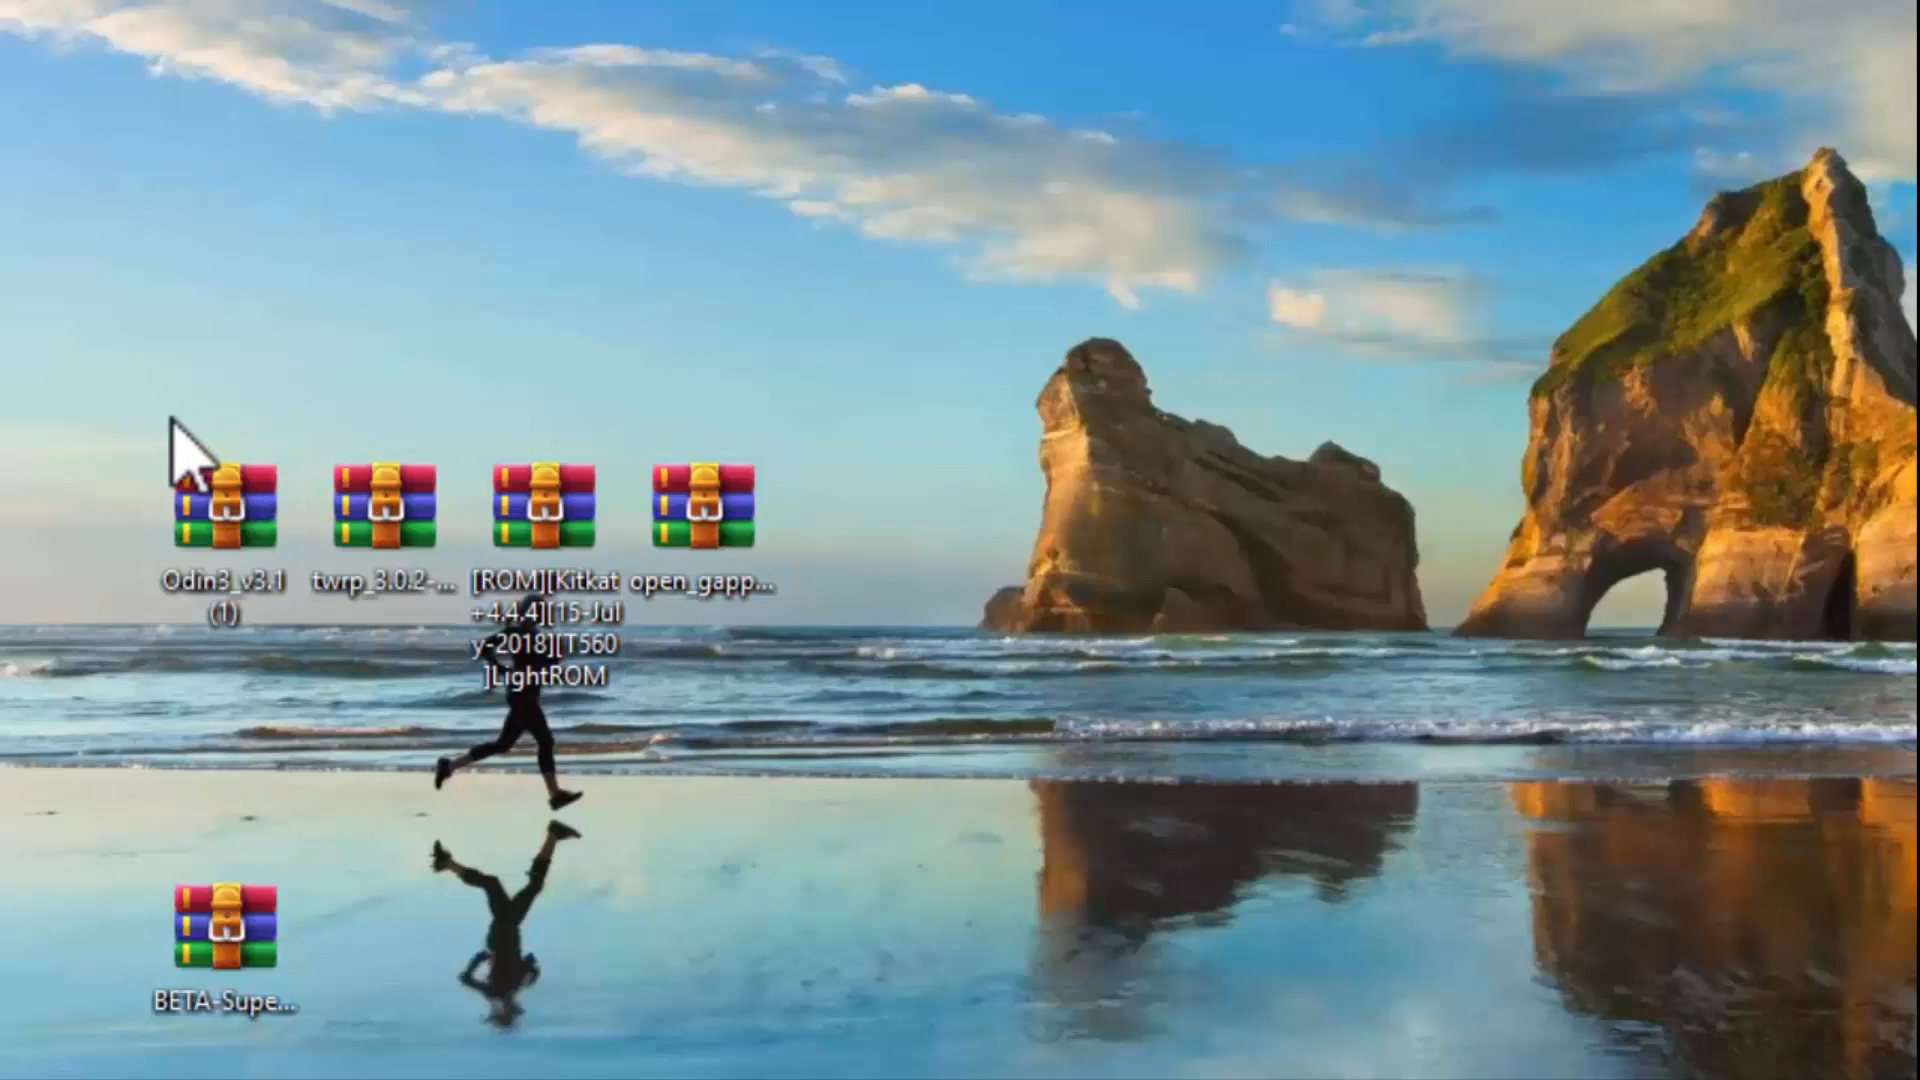 Odin3_v3.1
(1)
twrp_3.0.2-...
[ROM][Kitkat
+4.4.4][15-Jul
y-2018][T560
]LightROM
open_gapp...
BETA-Supe...